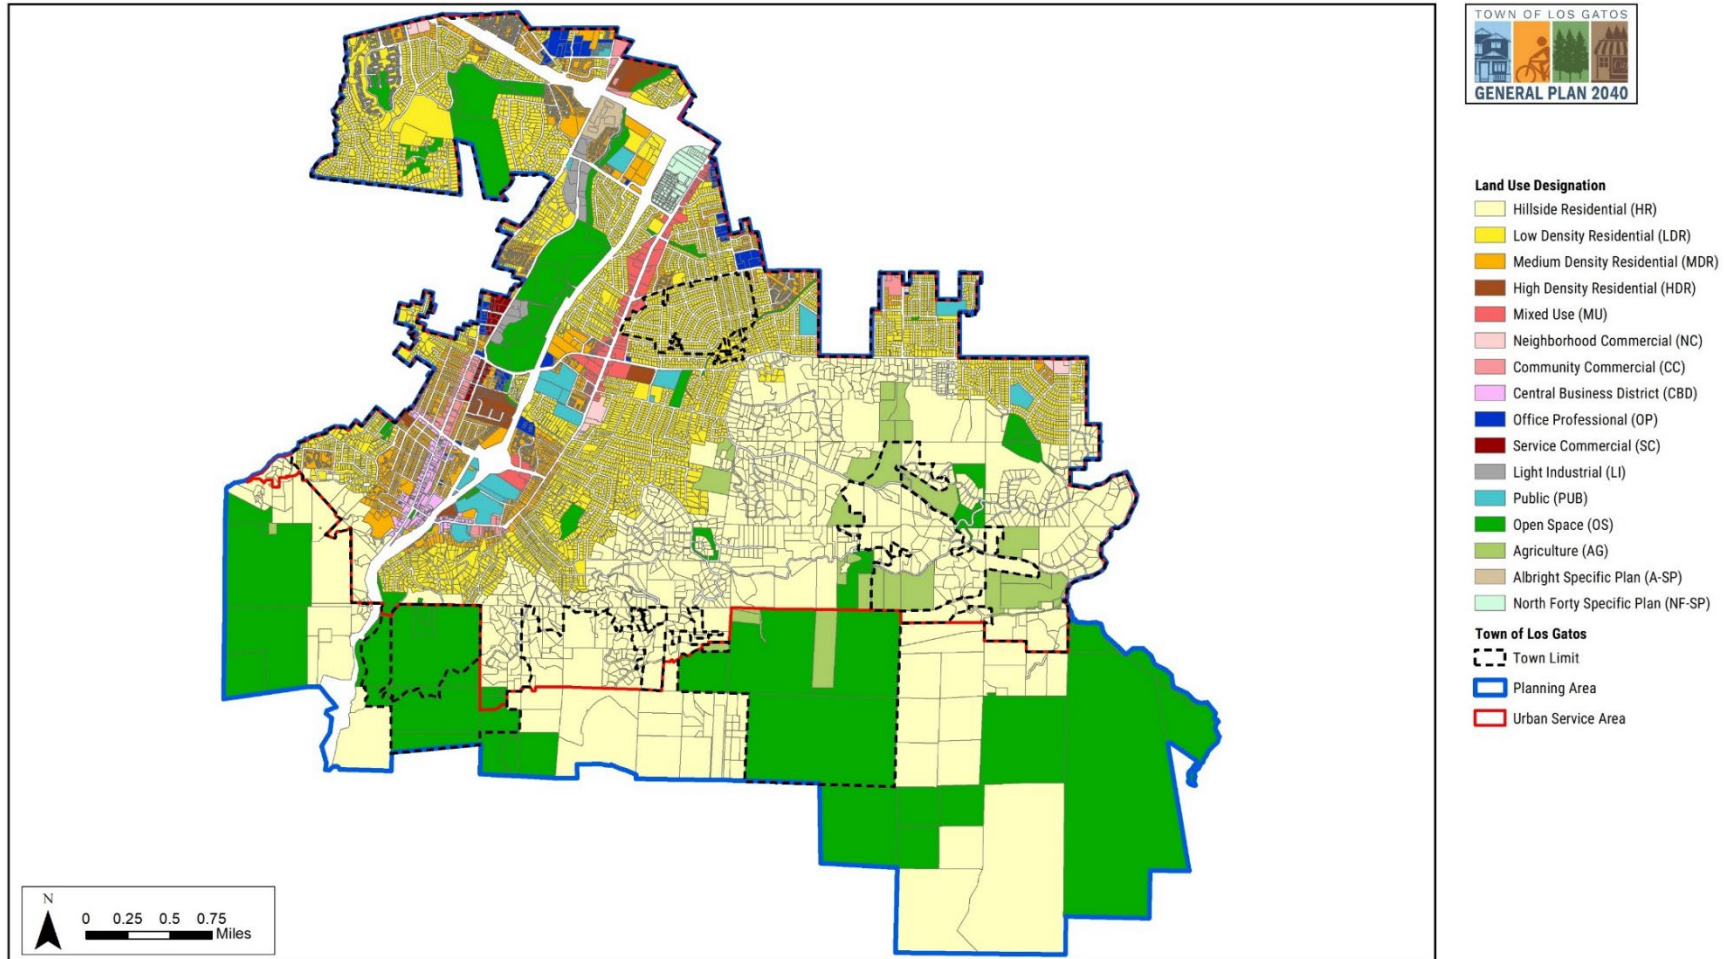 TOWN OF LOS GATOS
GENERAL PLAN 2040
Land Use Designation
Hillside Residential (HR)
Low Density Residential (LDR)
Medium Density Residential (MDR)
High Density Residential (HDR)
Mixed Use (MU)
Neighborhood Commercial (NC)
Community Commercial (CC)
Central Business District (CBD)
Office Professional (OP)
Service Commercial (SC)
Light Industrial (LI)
Public (PUB)
Open Space (OS)
Agriculture (AG)
Albright Specific Plan (A-SP)
North Forty Specific Plan (NF-SP)
Town of Los Gatos
Town Limit
Planning Area
Urban Service Area
N
0 0.25 0.5 0.75
Miles